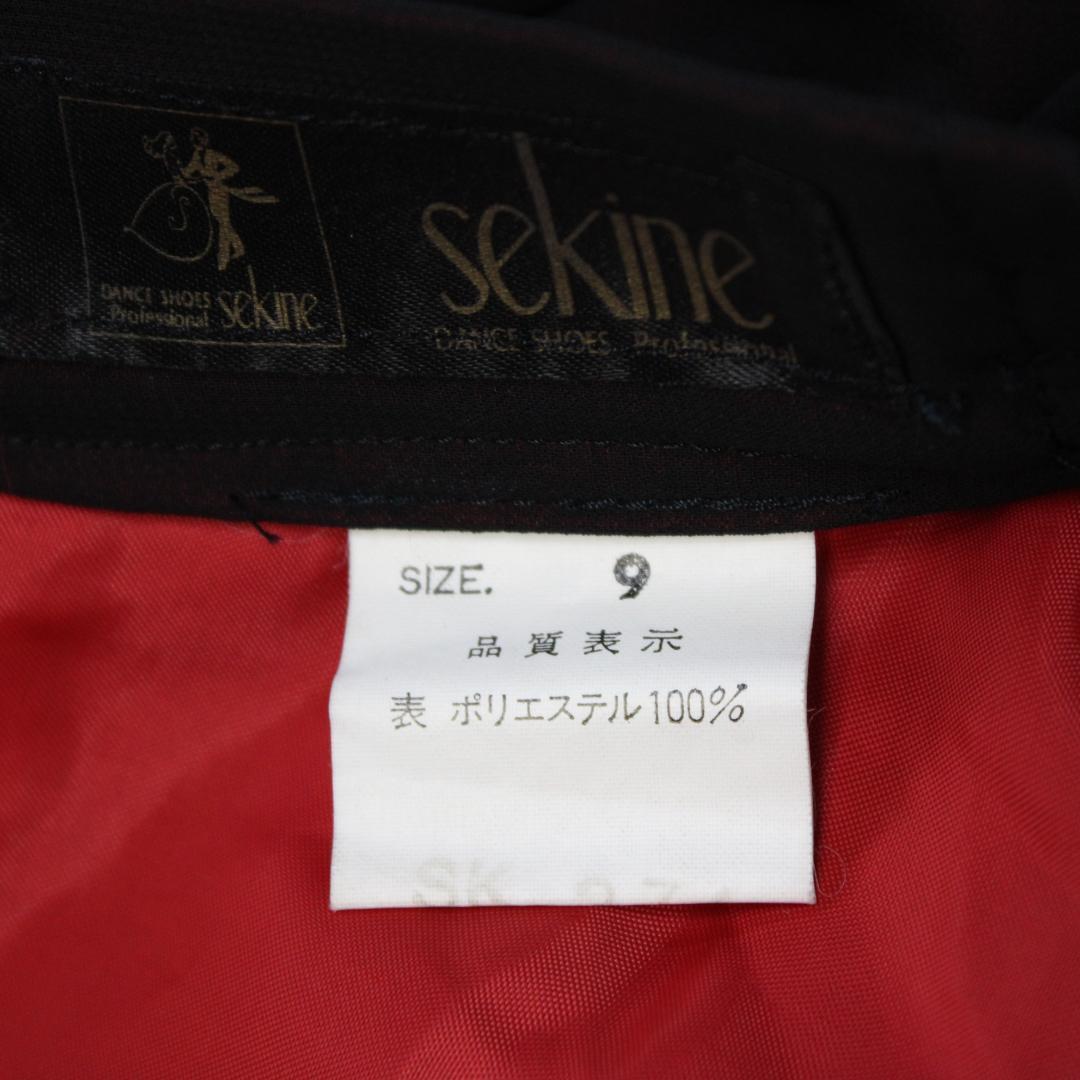 S
DANCE SHOES
Professional sekine
sekine
DANCE SHOES Professional
SIZE. 9
品質表示
表 ポリエステル100%
SK